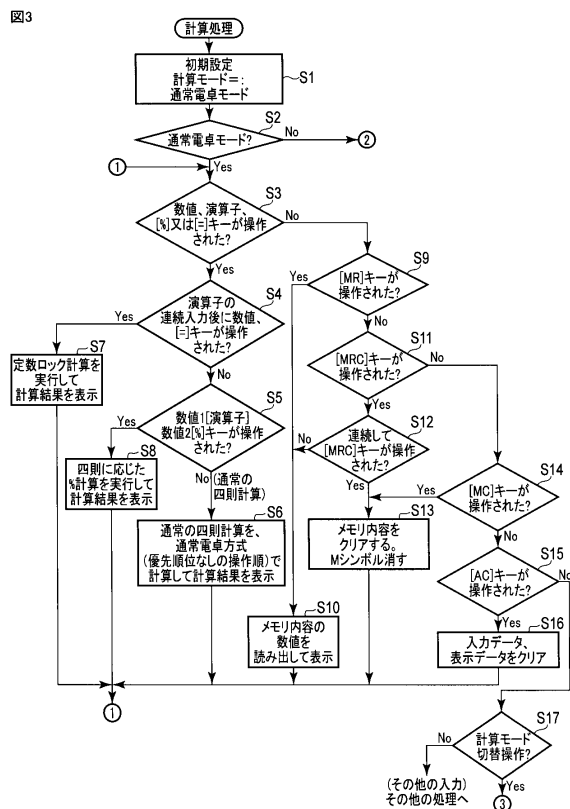 図3
計算処理
初期設定
計算モード=:
通常電卓モード
S1
通常電卓モード?
S2
No
②
①
Yes
数値、演算子、
[%]又は[=]キーが操作
された?
S3
No
Yes
演算子の
連続入力後に数値、
[=]キーが操作
された?
S4
Yes
No
S7
定数ロック計算を
実行して
計算結果を表示
数値1[演算子]
数値2[%]キーが操作
された?
S5
Yes
No
(通常の
四則計算)
S8
四則に応じた
%計算を実行して
計算結果を表示
S6
通常の四則計算を、
通常電卓方式
(優先順位なしの操作順)で
計算して計算結果を表示
[MR]キーが
操作された?
S9
Yes
No
S10
メモリ内容の
数値を
読み出して表示
[MRC]キーが
操作された?
S11
No
Yes
連続して
[MRC]キーが操作
された?
S12
No
Yes
S13
メモリ内容を
クリアする。
Mシンボル消す
[MC]キーが
操作された?
S14
Yes
No
[AC]キーが
操作された?
S15
No
Yes
S16
入力データ、
表示データをクリア
①
計算モード
切替操作?
S17
No
Yes
(その他の入力)
その他の処理へ
③